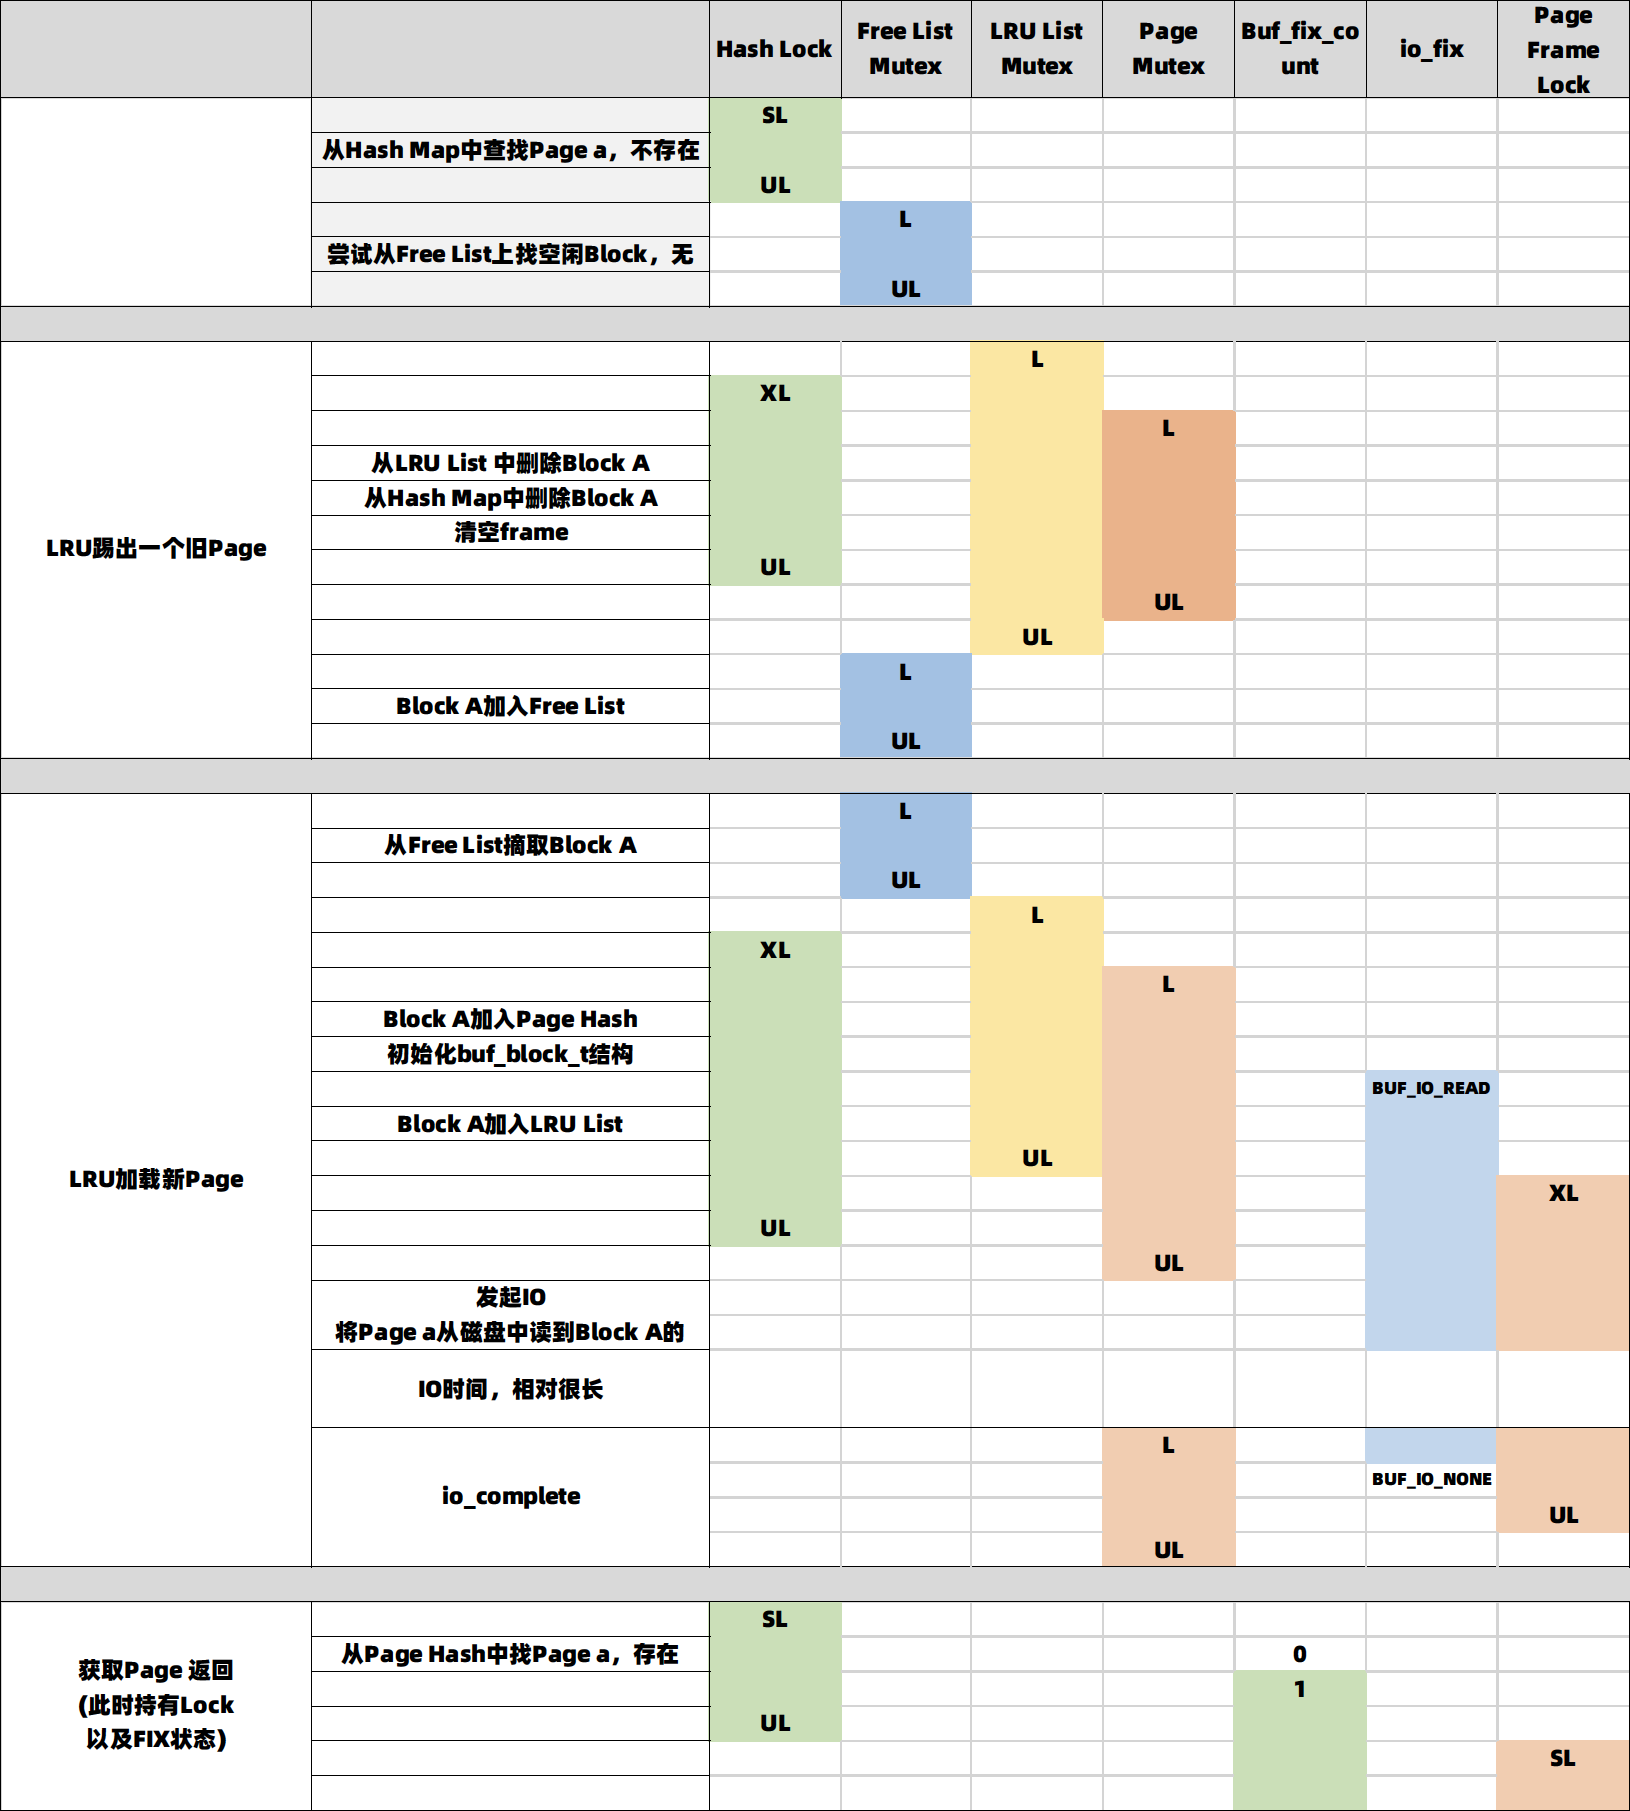 Hash Lock
Free List
Mutex
LRU List
Mutex
Page
Mutex
Buf_fix_co
unt
io_fix
Page
Frame
Lock
SL
从Hash Map中查找Page a，不存在
UL
L
尝试从Free List上找空闲Block，无
UL
LRU踢出一个旧Page
L
XL
L
从LRU List 中删除Block A
从Hash Map中删除Block A
清空frame
UL
UL
UL
L
Block A加入Free List
UL
LRU加载新Page
L
从Free List摘取Block A
UL
L
XL
L
Block A加入Page Hash
初始化buf_block_t结构
BUF_IO_READ
Block A加入LRU List
UL
XL
UL
UL
发起IO
将Page a从磁盘中读到Block A的
IO时间，相对很长
io_complete
L
BUF_IO_NONE
UL
UL
获取Page 返回
(此时持有Lock
以及FIX状态)
SL
从Page Hash中找Page a，存在
0
1
UL
SL